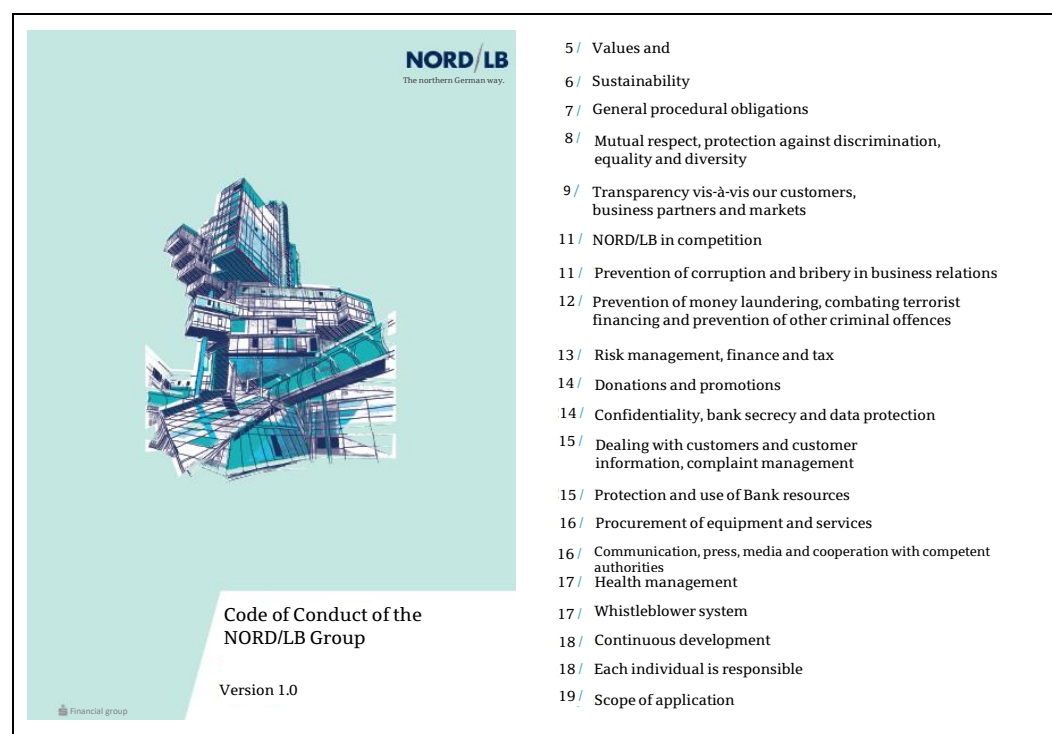 NORD/LB
The northern German way.
Code of Conduct of the
NORD/LB Group
Version 1.0
Financial group
5 / Values and
6 / Sustainability
7 / General procedural obligations
8 / Mutual respect, protection against discrimination,
equality and diversity
9 / Transparency vis-à-vis our customers,
business partners and markets
11 / NORD/LB in competition
11 / Prevention of corruption and bribery in business relations
12 / Prevention of money laundering, combating terrorist
financing and prevention of other criminal offences
13 / Risk management, finance and tax
14 / Donations and promotions
14 / Confidentiality, bank secrecy and data protection
15 / Dealing with customers and customer
information, complaint management
15 / Protection and use of Bank resources
16 / Procurement of equipment and services
16 / Communication, press, media and cooperation with competent
authorities
17 / Health management
17 / Whistleblower system
18 / Continuous development
18 / Each individual is responsible
19 / Scope of application